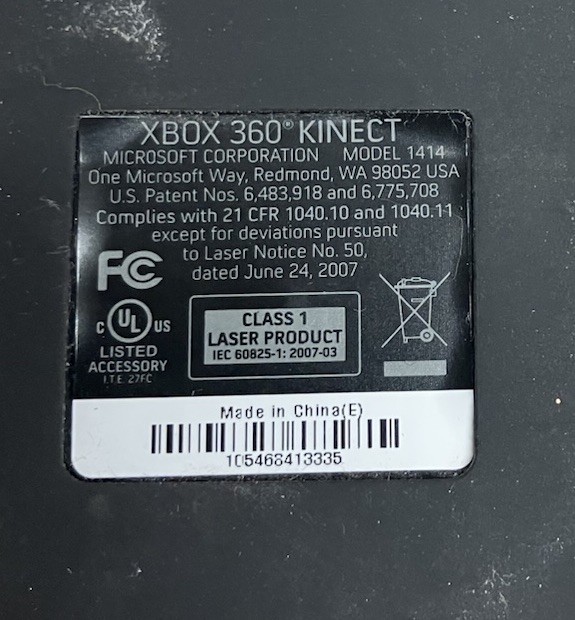 XBOX 360® KINECT
MICROSOFT CORPORATION MODEL 1414
One Microsoft Way, Redmond, WA 98052 USA
U.S. Patent Nos. 6,483,918 and 6,775,708
Complies with 21 CFR 1040.10 and 1040.11
except for deviations pursuant
to Laser Notice No. 50,
dated June 24, 2007
FC
C UL US
LISTED
ACCESSORY
I.T.E. 27FC
CLASS 1
LASER PRODUCT
IEC 60825-1: 2007-03
Made in China(E)
105468413335